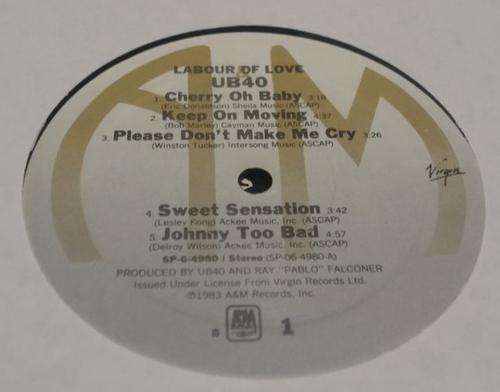 LABOUR OF LOVE
UB40
1. Cherry Oh Baby 3:18
(Eric Donaldson) Sheila Music (ASCAP)
2. Keep On Moving 4:37
(Bob Marley) Cayman Music (ASCAP)
3. Please Don't Make Me Cry 3:26
(Winston Tucker) Intersong Music (ASCAP)
Virgin
4. Sweet Sensation 3:42
(Lesley Kong) Ackee Music, Inc. (ASCAP)
5. Johnny Too Bad 4:57
(Delroy Wilson) Ackee Music, Inc. (ASCAP)
SP-6-4980 / Stereo (SP-06-4980-A)
PRODUCED BY UB40 AND RAY "PABLO" FALCONER
Issued Under License From Virgin Records Ltd.
©1983 A&M Records, Inc.
A&M
1